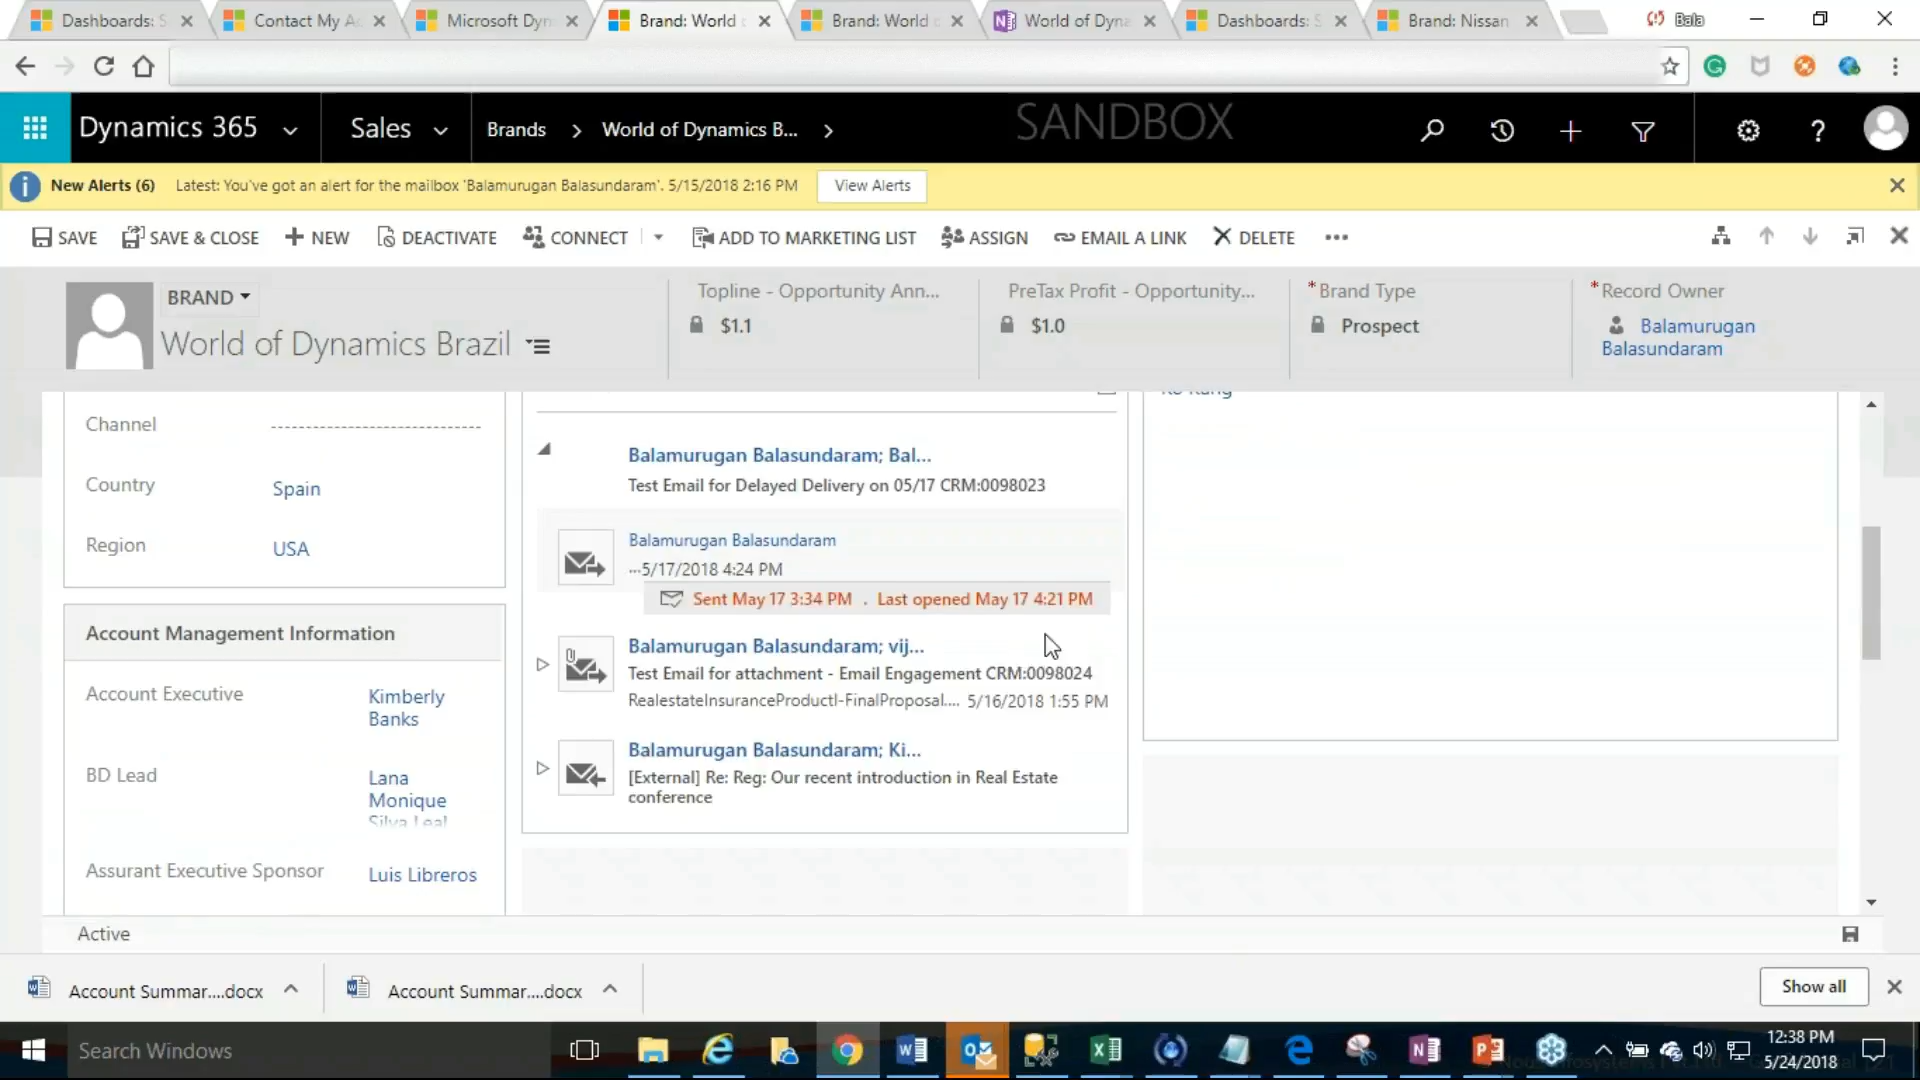 Dashboards: S
Contact My Ac
Microsoft Dyn
Brand: World
Brand: World o
World of Dyna
Dashboards: S
Brand: Nissan
Bala
Dynamics 365
Sales
Brands > World of Dynamics B... >
SANDBOX
New Alerts (6) Latest: You've got an alert for the mailbox 'Balamurugan Balasundaram'. 5/15/2018 2:16 PM
View Alerts
SAVE
SAVE & CLOSE
NEW
DEACTIVATE
CONNECT
ADD TO MARKETING LIST
ASSIGN
EMAIL A LINK
DELETE
BRAND
World of Dynamics Brazil
Topline - Opportunity Ann...
$1.1
PreTax Profit - Opportunity...
$1.0
*Brand Type
Prospect
*Record Owner
Balamurugan
Balasundaram
Channel
Country Spain
Region USA
Account Management Information
Account Executive Kimberly
Banks
BD Lead Lana
Monique
Silva Leal
Assurant Executive Sponsor Luis Libreros
Balamurugan Balasundaram; Bal...
Test Email for Delayed Delivery on 05/17 CRM:0098023
Balamurugan Balasundaram
...5/17/2018 4:24 PM
Sent May 17 3:34 PM . Last opened May 17 4:21 PM
Balamurugan Balasundaram; vij...
Test Email for attachment - Email Engagement CRM:0098024
RealestateInsuranceProductI-FinalProposal.... 5/16/2018 1:55 PM
Balamurugan Balasundaram; Ki...
[External] Re: Reg: Our recent introduction in Real Estate
conference
Active
Account Summar....docx
Account Summar....docx
Show all
Search Windows
12:38 PM
5/24/2018